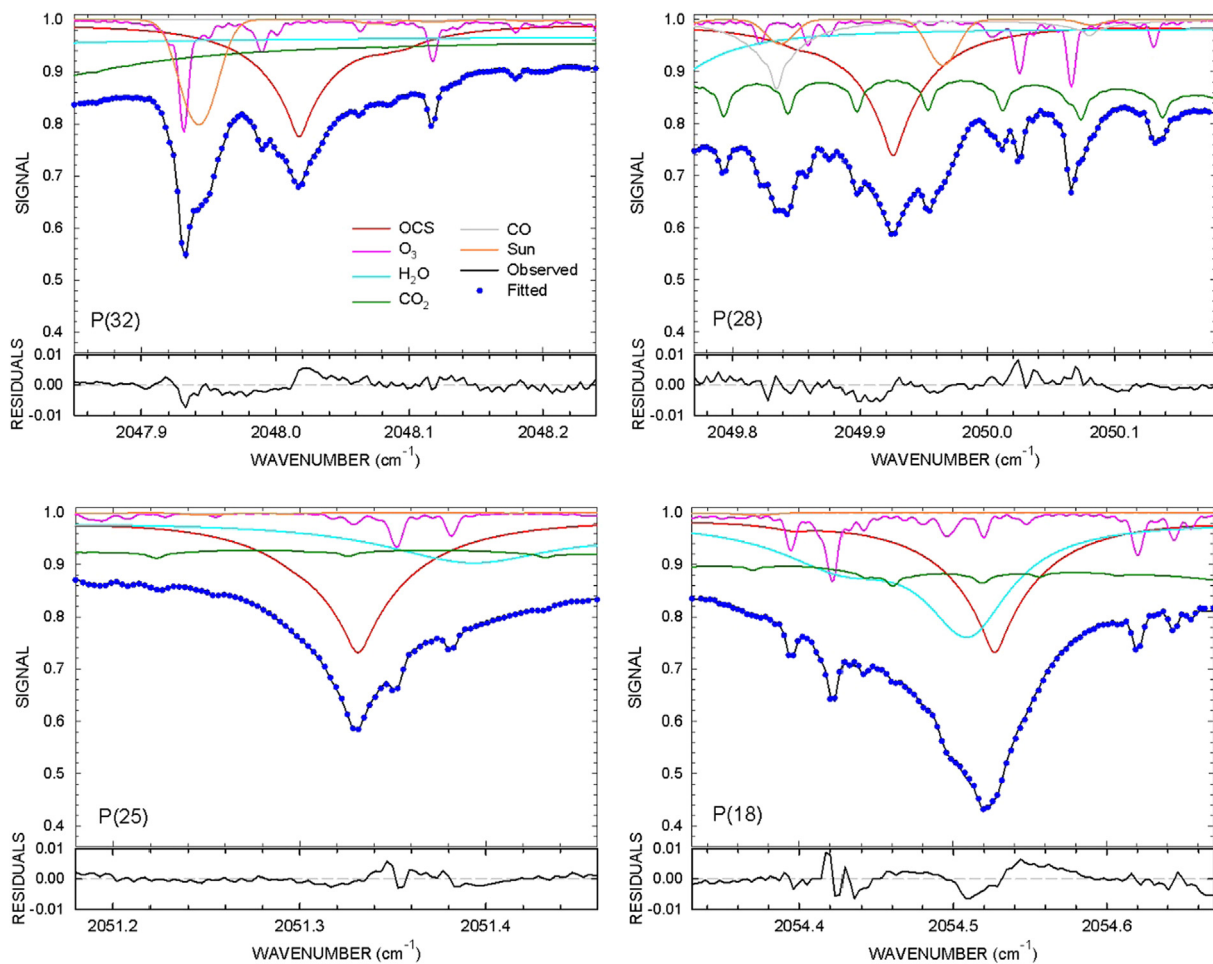 1.0
0.9
0.8
0.7
0.6
0.5
0.4
SIGNAL
OCS
O3
H2O
CO2
CO
Sun
Observed
Fitted
P(32)
RESIDUALS
0.01
0.00
-0.01
2047.9 2048.0 2048.1 2048.2
WAVENUMBER (cm-1)
1.0
0.9
0.8
0.7
0.6
0.5
0.4
SIGNAL
P(28)
RESIDUALS
0.01
0.00
-0.01
2049.8 2049.9 2050.0 2050.1
WAVENUMBER (cm-1)
1.0
0.9
0.8
0.7
0.6
0.5
0.4
SIGNAL
P(25)
RESIDUALS
0.01
0.00
-0.01
2051.2 2051.3 2051.4
WAVENUMBER (cm-1)
1.0
0.9
0.8
0.7
0.6
0.5
0.4
SIGNAL
P(18)
RESIDUALS
0.01
0.00
-0.01
2054.4 2054.5 2054.6
WAVENUMBER (cm-1)